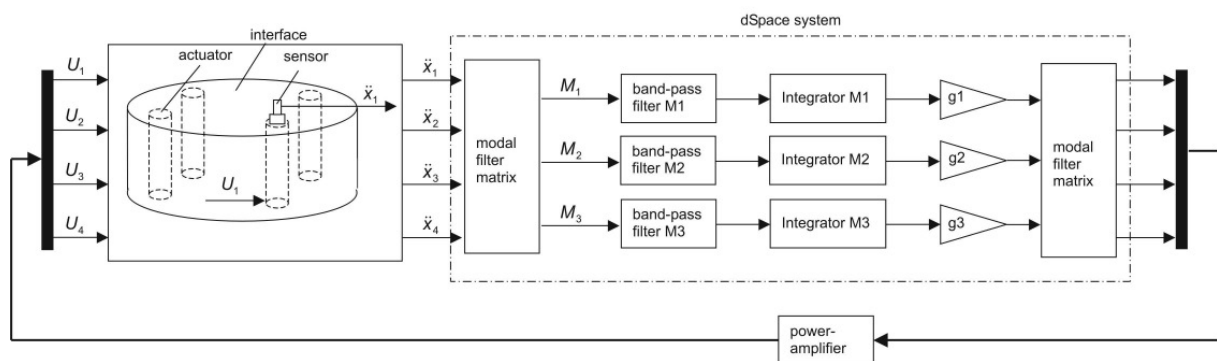 dSpace system
interface
actuator
sensor
U1
U2
U3
U4
ẍ1
U1
ẍ1
ẍ2
ẍ3
ẍ4
modal
filter
matrix
M1
M2
M3
band-pass
filter M1
band-pass
filter M2
band-pass
filter M3
Integrator M1
Integrator M2
Integrator M3
g1
g2
g3
modal
filter
matrix
power-
amplifier